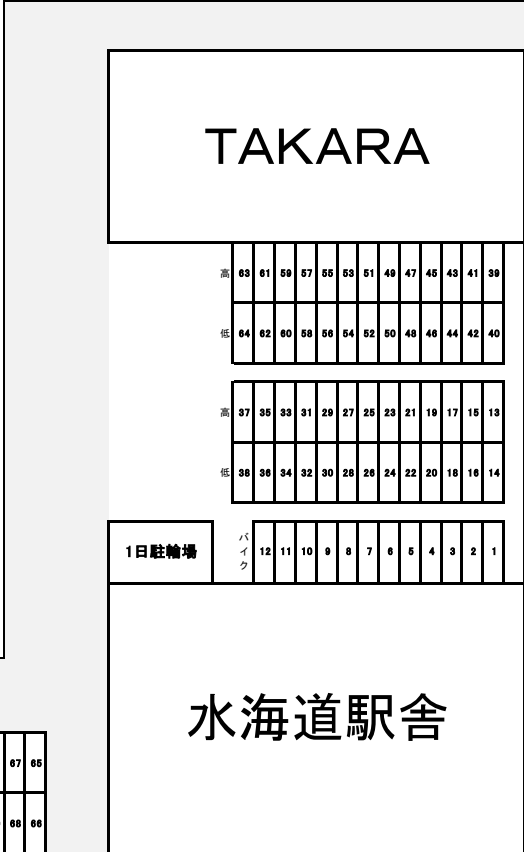 TAKARA
高 63 61 59 57 55 53 51 49 47 45 43 41 39
低 64 62 60 58 56 54 52 50 48 46 44 42 40
高 37 35 33 31 29 27 25 23 21 19 17 15 13
低 38 36 34 32 30 28 26 24 22 20 18 16 14
1日駐輪場 バイク 12 11 10 9 8 7 6 5 4 3 2 1
水海道駅舎
67 65
68 66